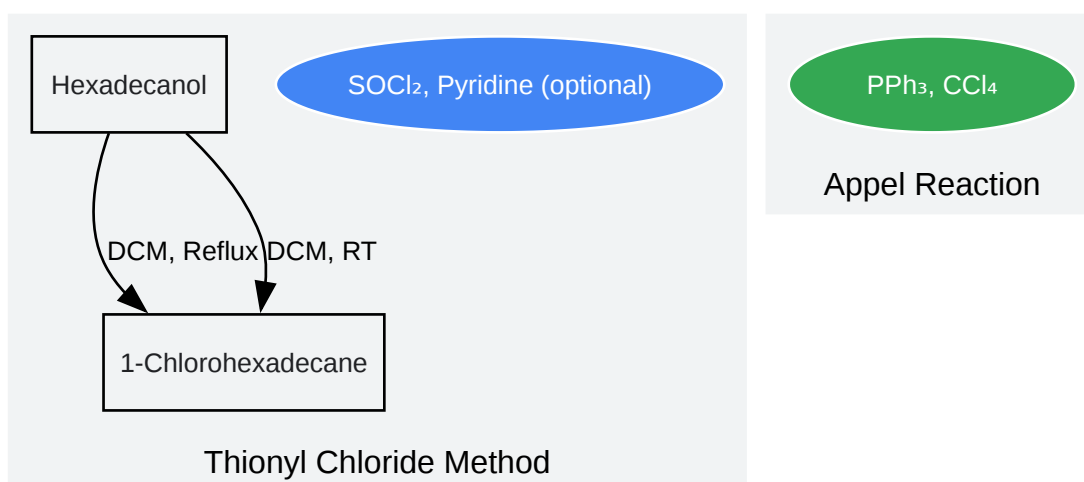 Hexadecanol
SOCl₂, Pyridine (optional)
PPh₃, CCl₄
Appel Reaction
DCM, Reflux
DCM, RT
1-Chlorohexadecane
Thionyl Chloride Method